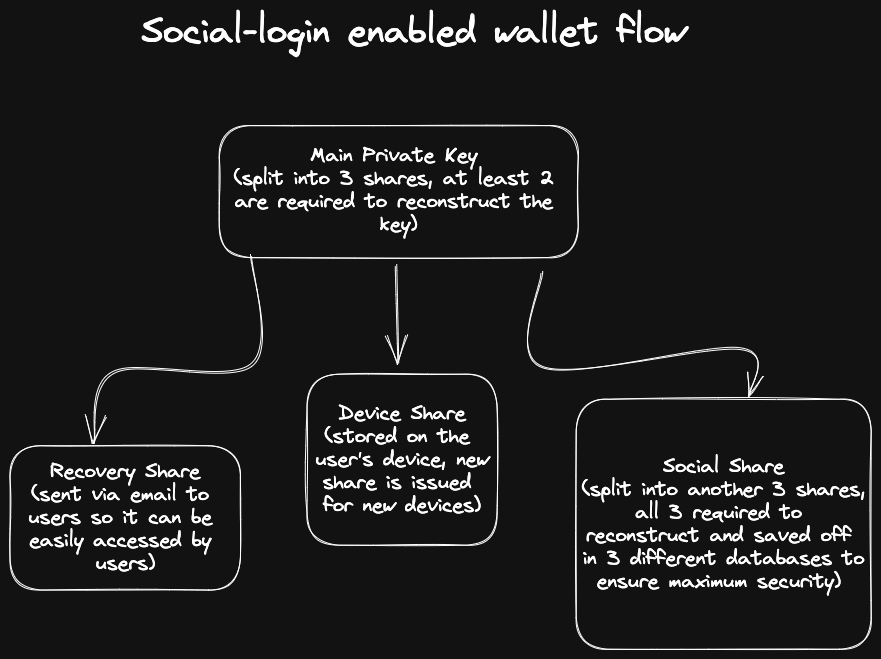 Social-login enabled wallet flow
Main Private Key
(split into 3 shares, at least 2
are required to reconstruct the
key)
Recovery Share
(sent via email to
users so it can be
easily accessed by
users)
Device Share
(stored on the
user's device, new
share is issued
for new devices)
Social Share
(split into another 3 shares,
all 3 required to
reconstruct and saved off
in 3 different databases to
ensure maximum security)